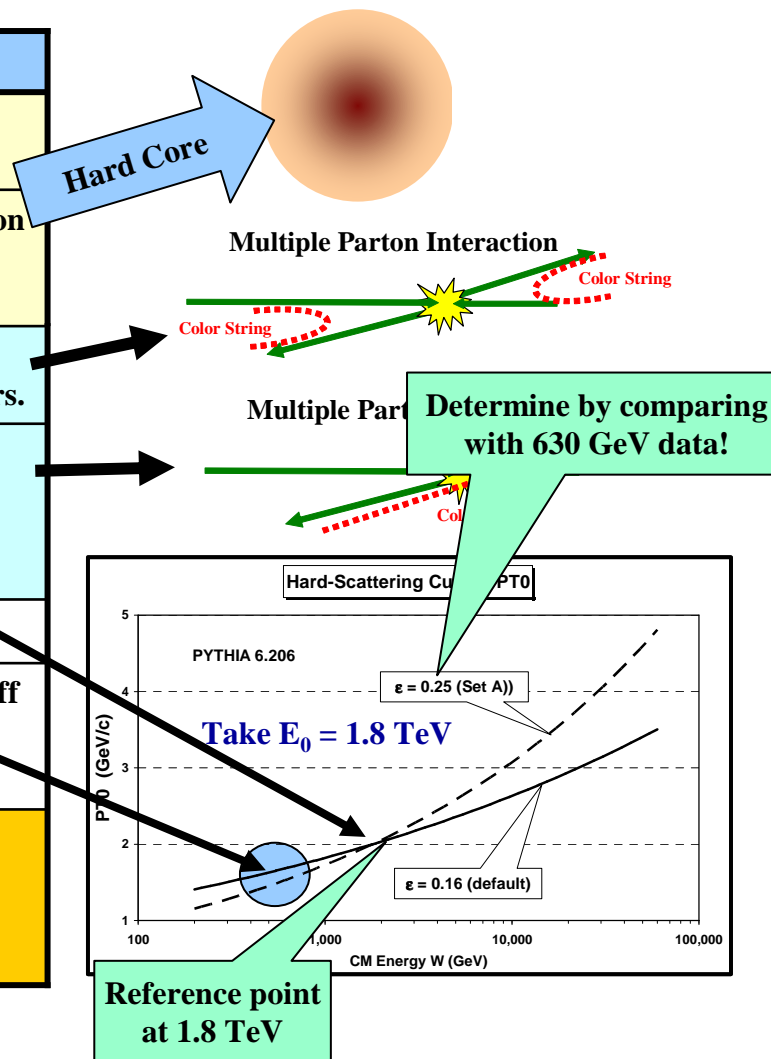 Hard Core
on
Multiple Parton Interaction
Color String
Color String
rs.
Multiple Part
Determine by comparing
with 630 GeV data!
Col
Hard-Scattering Cu PT0
5
PYTHIA 6.206
ε = 0.25 (Set A))
ff
4
Take E₀ = 1.8 TeV
PT0 (GeV/c)
3
2
ε = 0.16 (default)
1
100
1,000
10,000
100,000
CM Energy W (GeV)
Reference point
at 1.8 TeV